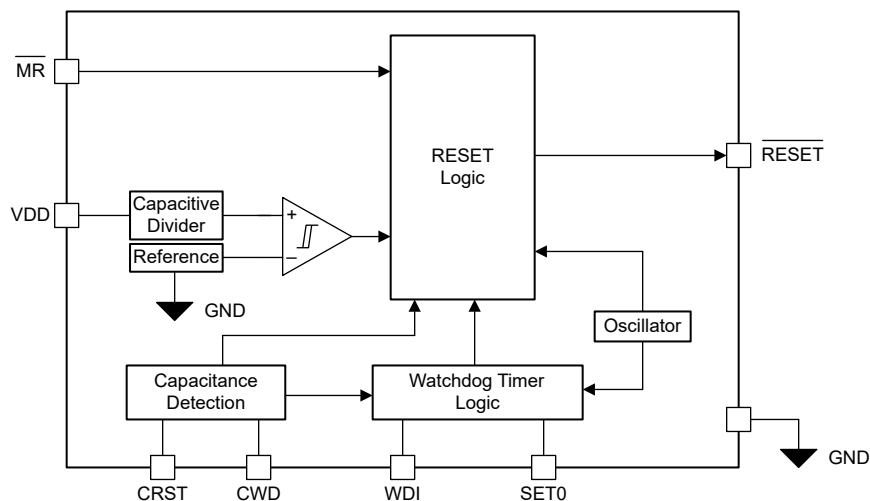 MR
RESET
Logic
RESET
VDD
Capacitive
Divider
+
Reference
−
GND
Oscillator
Capacitance
Detection
Watchdog Timer
Logic
GND
CRST
CWD
WDI
SET0